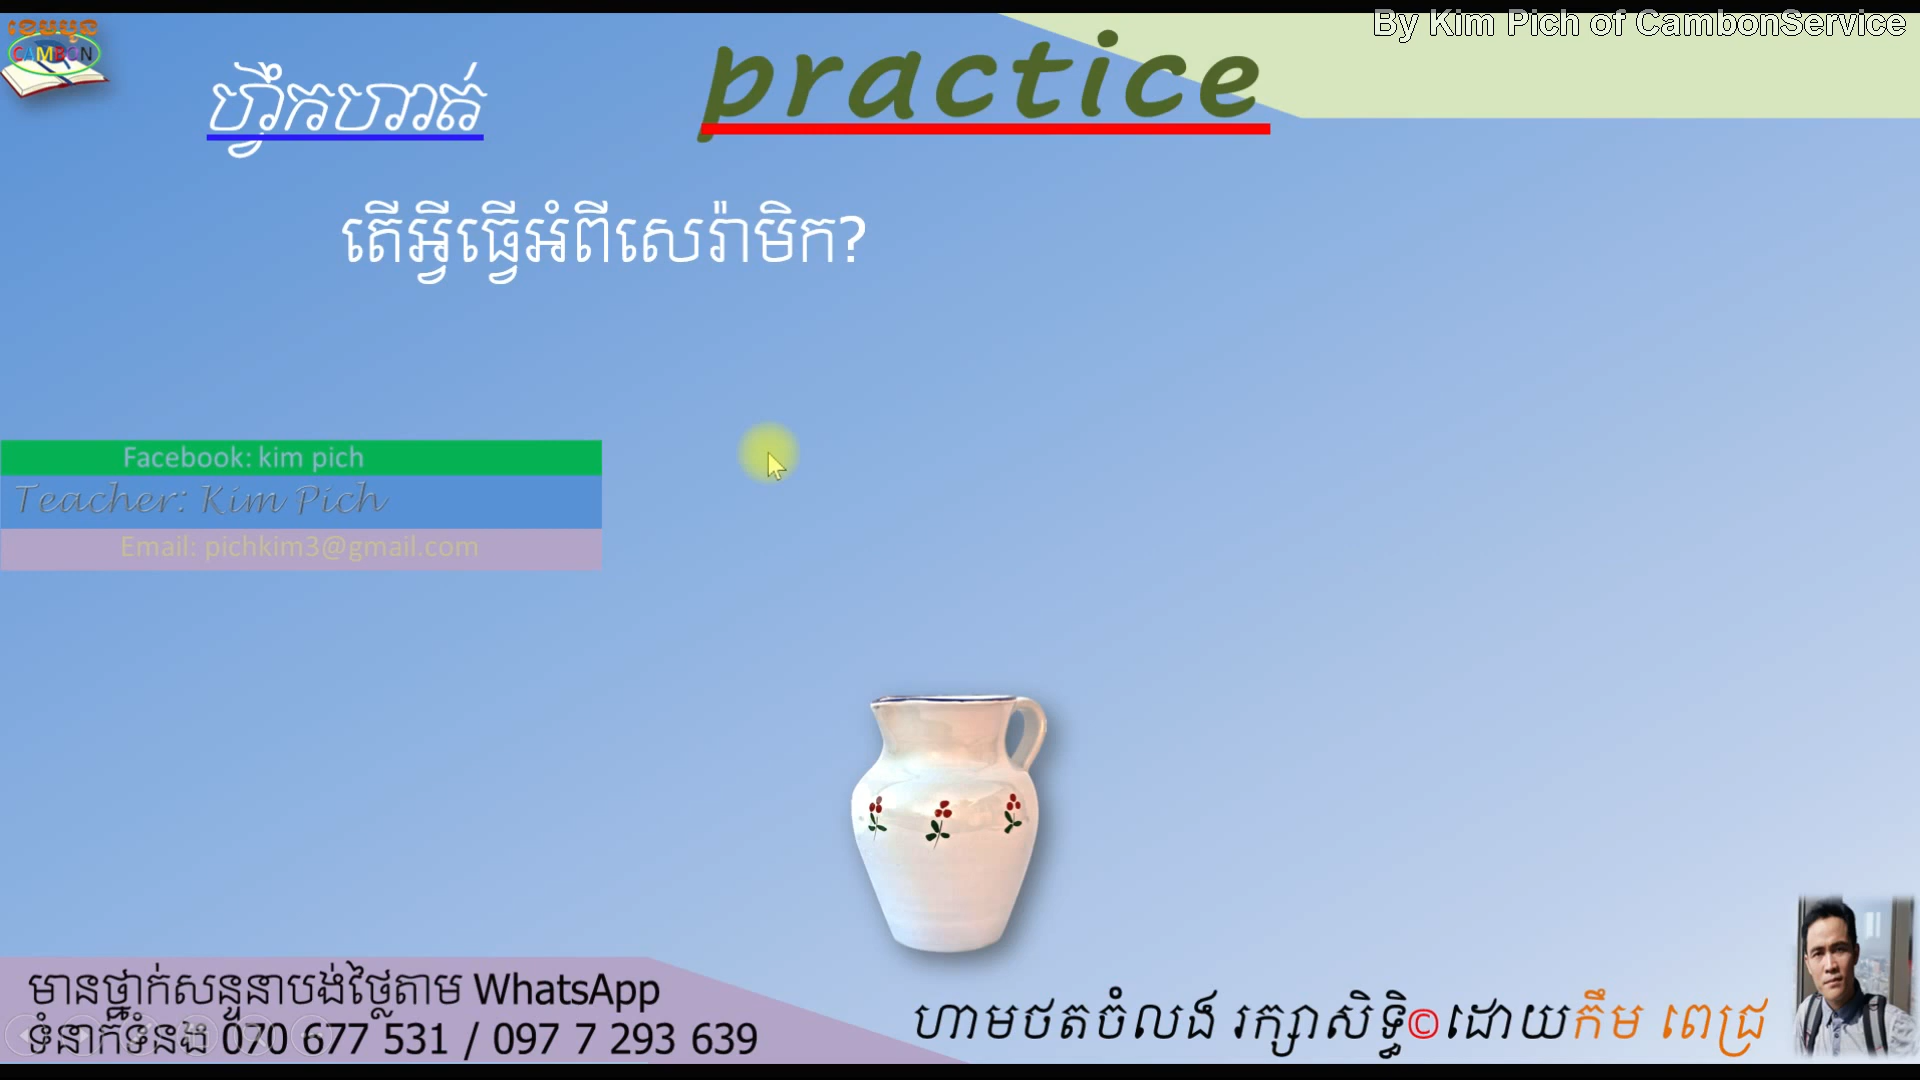 By Kim Pich of CambonService
ខេមបូន
CAMBON
ហ្វឹកហាត់
practice
តើអ្វីធ្វើអំពីសេរ៉ាមិក?
Facebook: kim pich
Teacher: Kim Pich
Email: pichkim3@gmail.com
មានថ្នាក់សន្ទនាបង់ថ្លៃតាម WhatsApp
ទំនាក់ទំនង 070 677 531 / 097 7 293 639
ហាមថតចំលង រក្សាសិទ្ធិ©ដោយកឹម ពេជ្រ